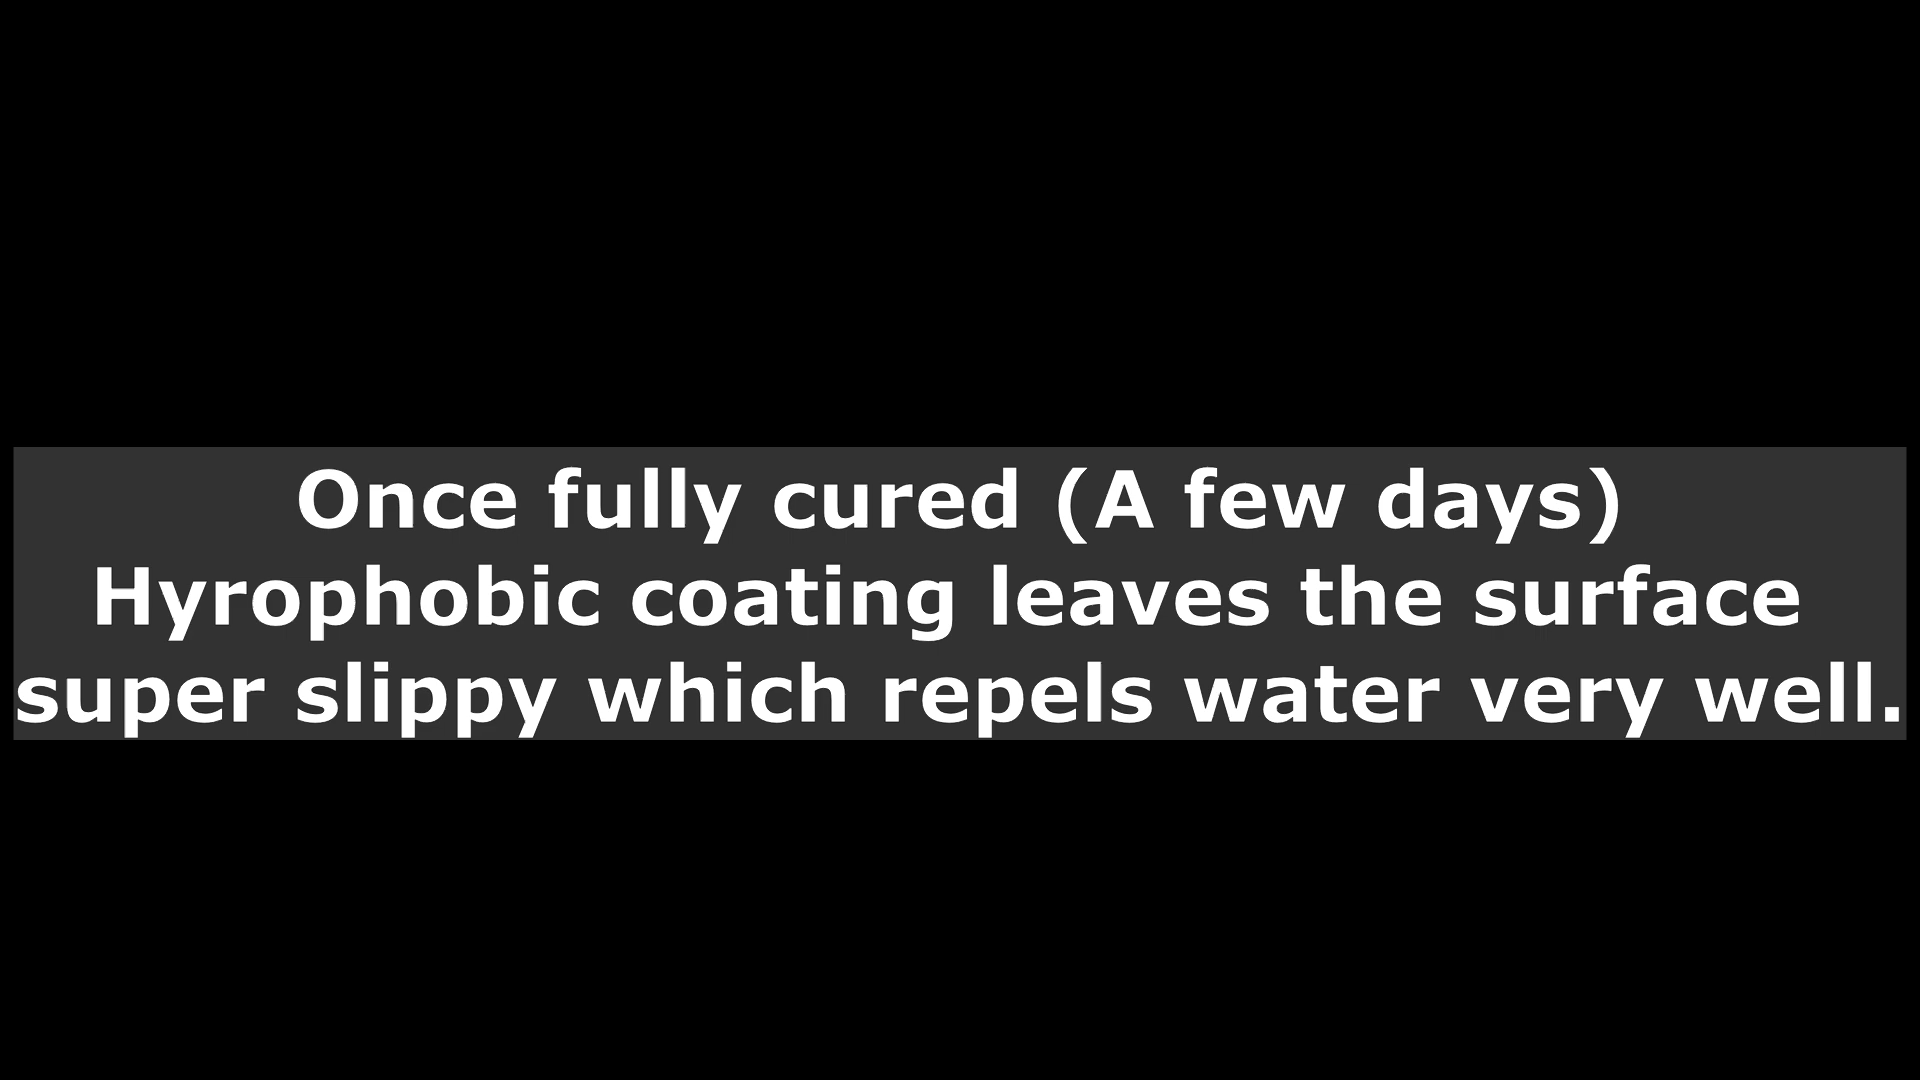 Once fully cured (A few days)
Hyrophobic coating leaves the surface
super slippy which repels water very well.